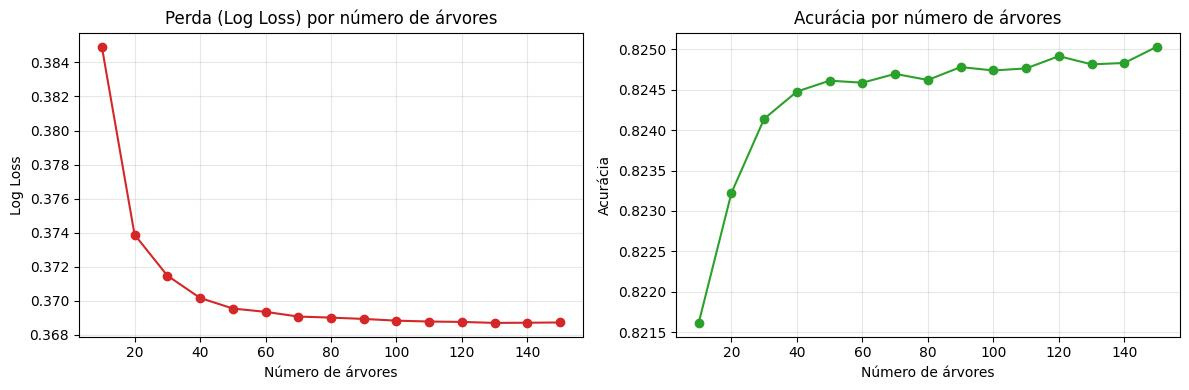 Perda (Log Loss) por número de árvores
0.384
0.382
0.380
0.378
0.376
0.374
0.372
0.370
0.368
Log Loss
20 40 60 80 100 120 140
Número de árvores
Acurácia por número de árvores
0.8250
0.8245
0.8240
0.8235
0.8230
0.8225
0.8220
0.8215
Acurácia
20 40 60 80 100 120 140
Número de árvores